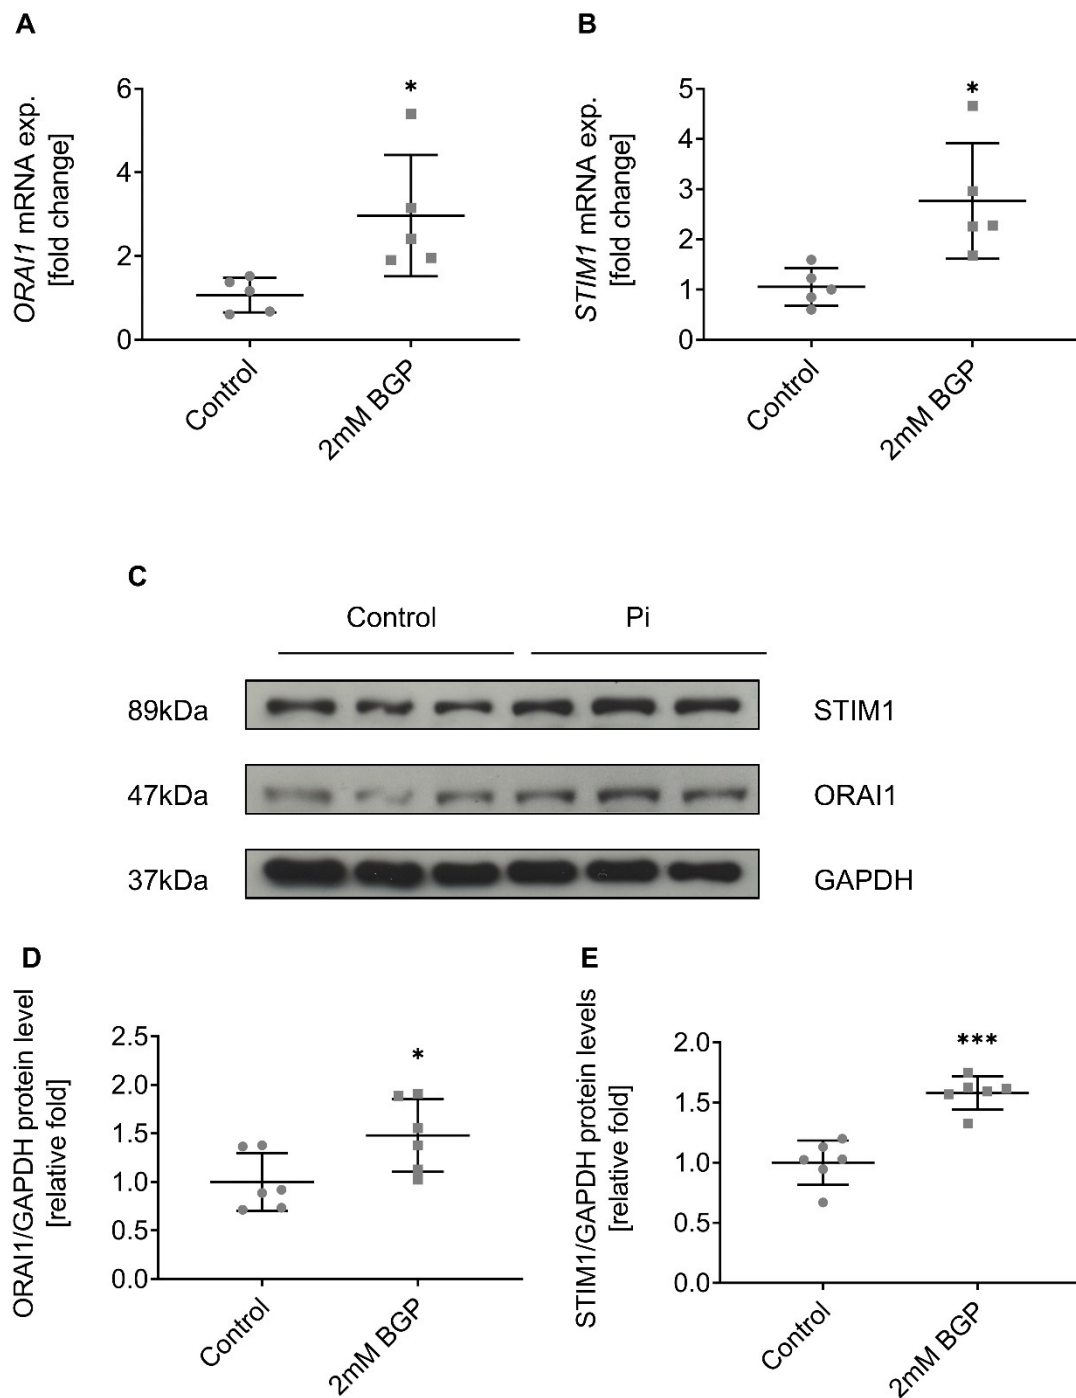 A
ORAI1 mRNA exp.
[fold change]
6
4
2
0
*
Control
2mM BGP
B
STIM1 mRNA exp.
[fold change]
5
4
3
2
1
0
*
Control
2mM BGP
C
Control
Pi
89kDa
STIM1
47kDa
ORAI1
37kDa
GAPDH
D
ORAI1/GAPDH protein level
[relative fold]
2.5
2.0
1.5
1.0
0.5
0.0
*
Control
2mM BGP
E
STIM1/GAPDH protein levels
[relative fold]
2.0
1.5
1.0
0.5
0.0
***
Control
2mM BGP